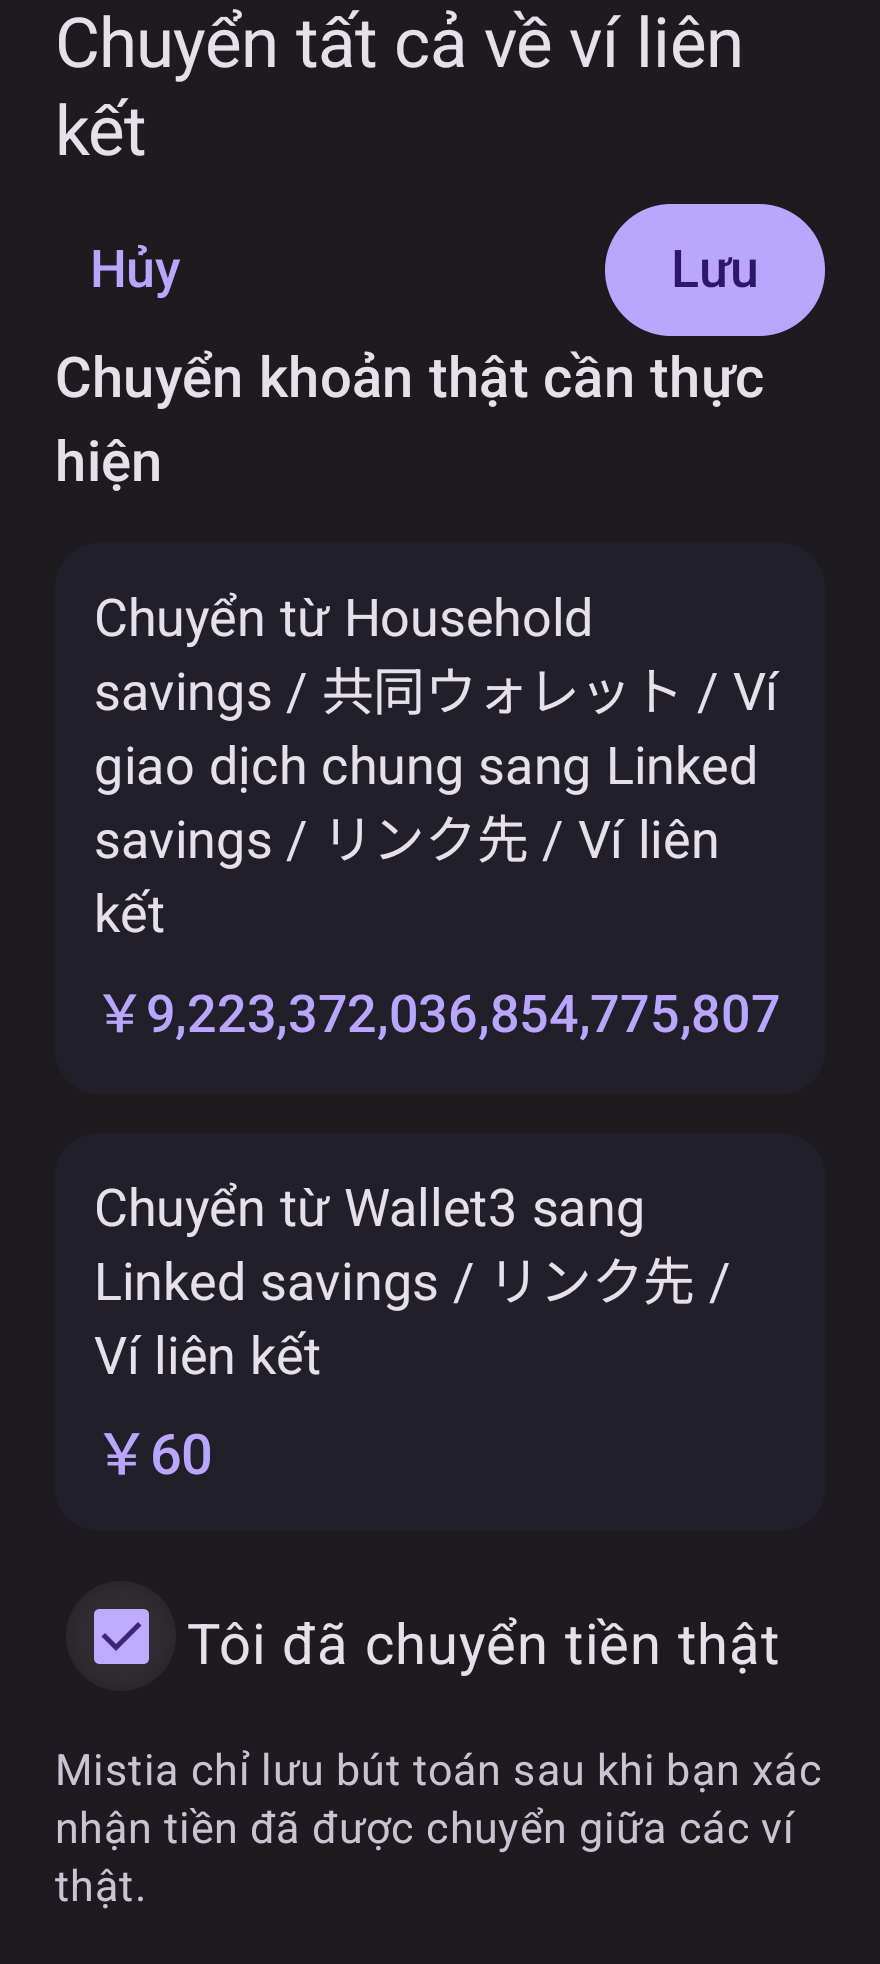 Chuyển tất cả về ví liên
kết
Hủy
Lưu
Chuyển khoản thật cần thực
hiện
Chuyển từ Household
savings / 共同ウォレット / Ví
giao dịch chung sang Linked
savings / リンク先 / Ví liên
kết
￥9,223,372,036,854,775,807
Chuyển từ Wallet3 sang
Linked savings / リンク先 /
Ví liên kết
￥60
Tôi đã chuyển tiền thật
Mistia chỉ lưu bút toán sau khi bạn xác
nhận tiền đã được chuyển giữa các ví
thật.